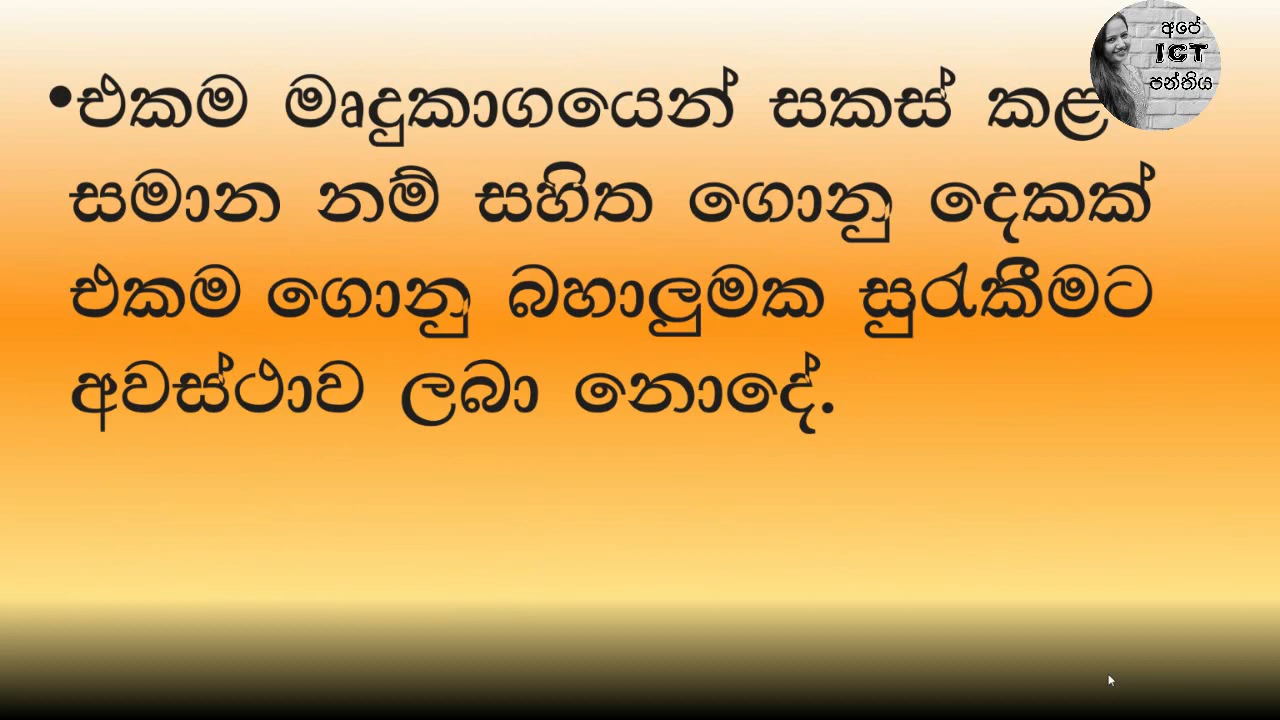 •එකම මෘදුකාගයෙන් සකස් කළ
සමාන නම් සහිත ගොනු දෙකක්
එකම ගොනු බහාලුමක සුරැකීමට
අවස්ථාව ලබා නොදේ.
අපේ
ICT
පන්තිය